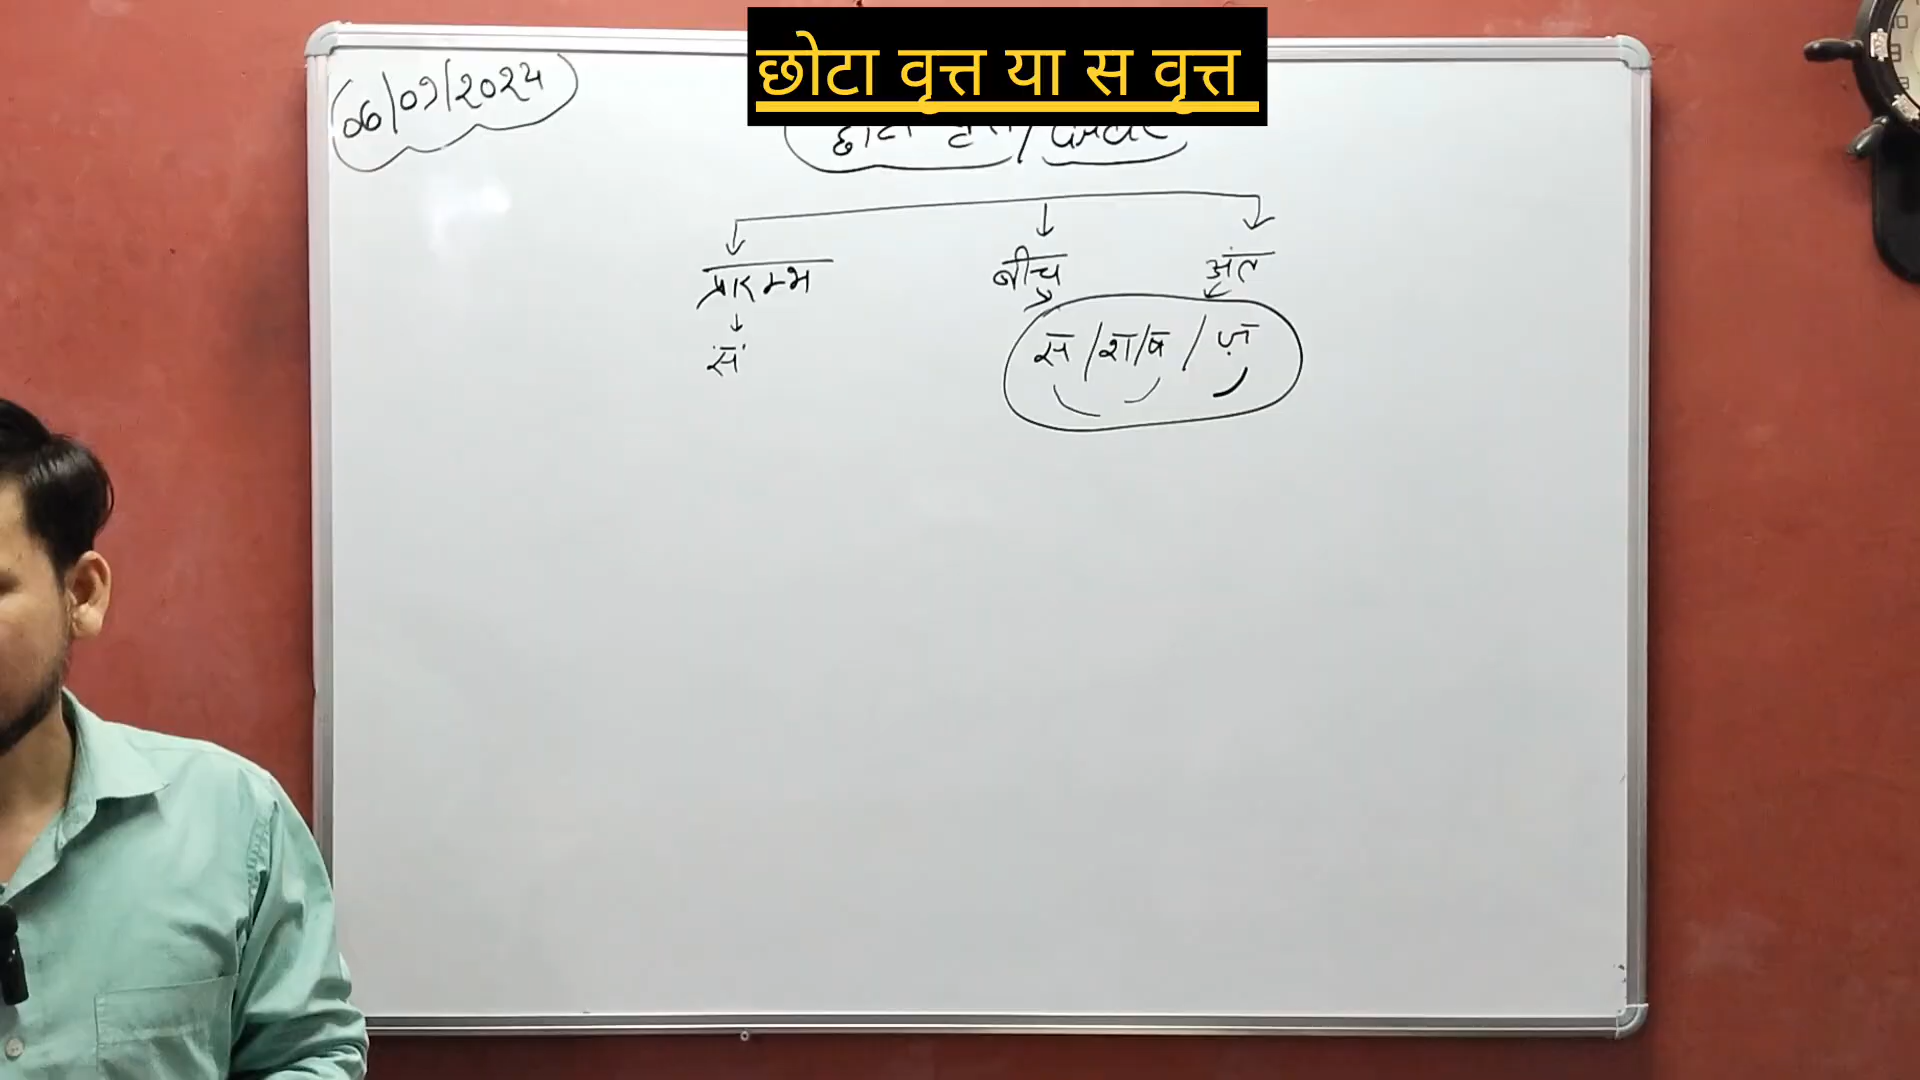 छोटा वृत्त या स वृत्त
06/09/2024
प्रारम्भ बीच अंत
स स/श/ष/ज़